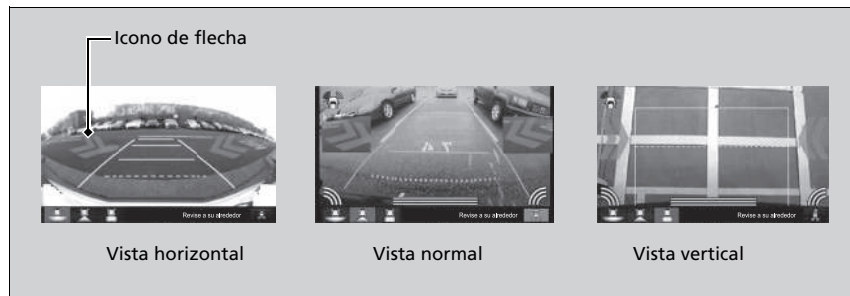 Icono de flecha
Revise a su alrededor
Revise a su alrededor
Revise a su alrededor
Vista horizontal
Vista normal
Vista vertical